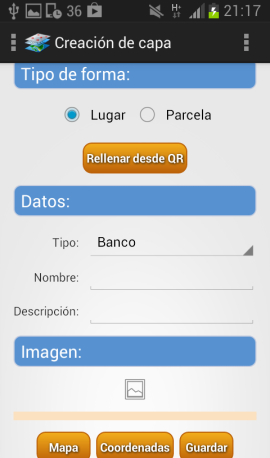 36 H 21:17
Creación de capa
Tipo de forma:
Lugar Parcela
Rellenar desde QR
Datos:
Tipo: Banco
Nombre:
Descripción:
Imagen:
Mapa Coordenadas Guardar